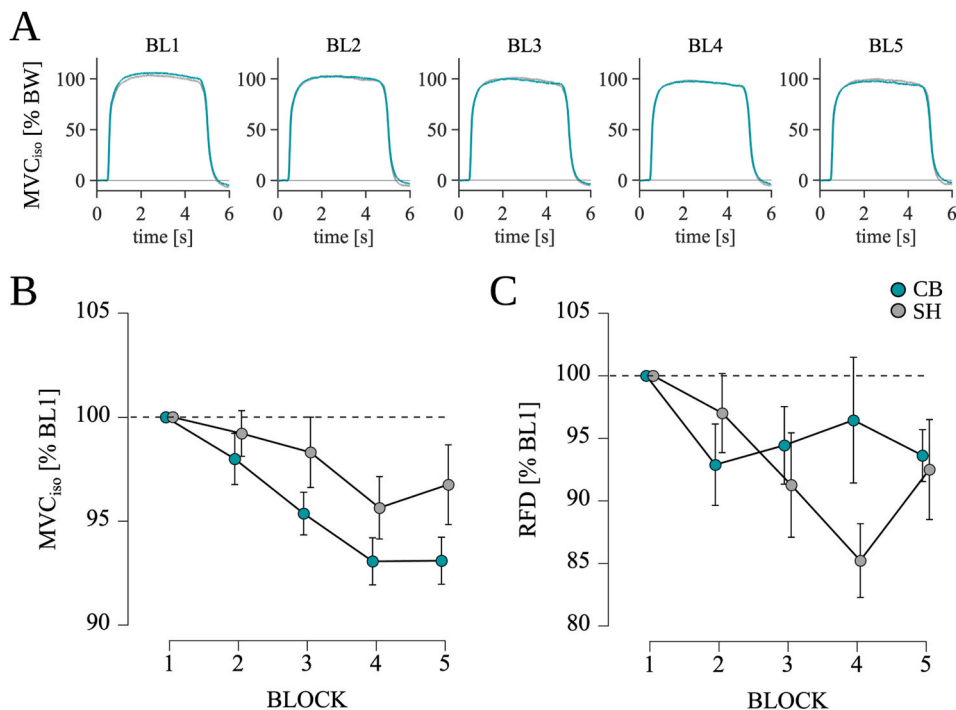 A
BL1 BL2 BL3 BL4 BL5
MVCiso [% BW]
100 100 100 100 100
50 50 50 50 50
0 0 0 0 0
0 2 4 6 0 2 4 6 0 2 4 6 0 2 4 6 0 2 4 6
time [s] time [s] time [s] time [s] time [s]
B
MVCiso [% BL1]
105
100
95
90
1 2 3 4 5
BLOCK
C
CB
SH
RFD [% BL1]
105
100
95
90
85
80
1 2 3 4 5
BLOCK